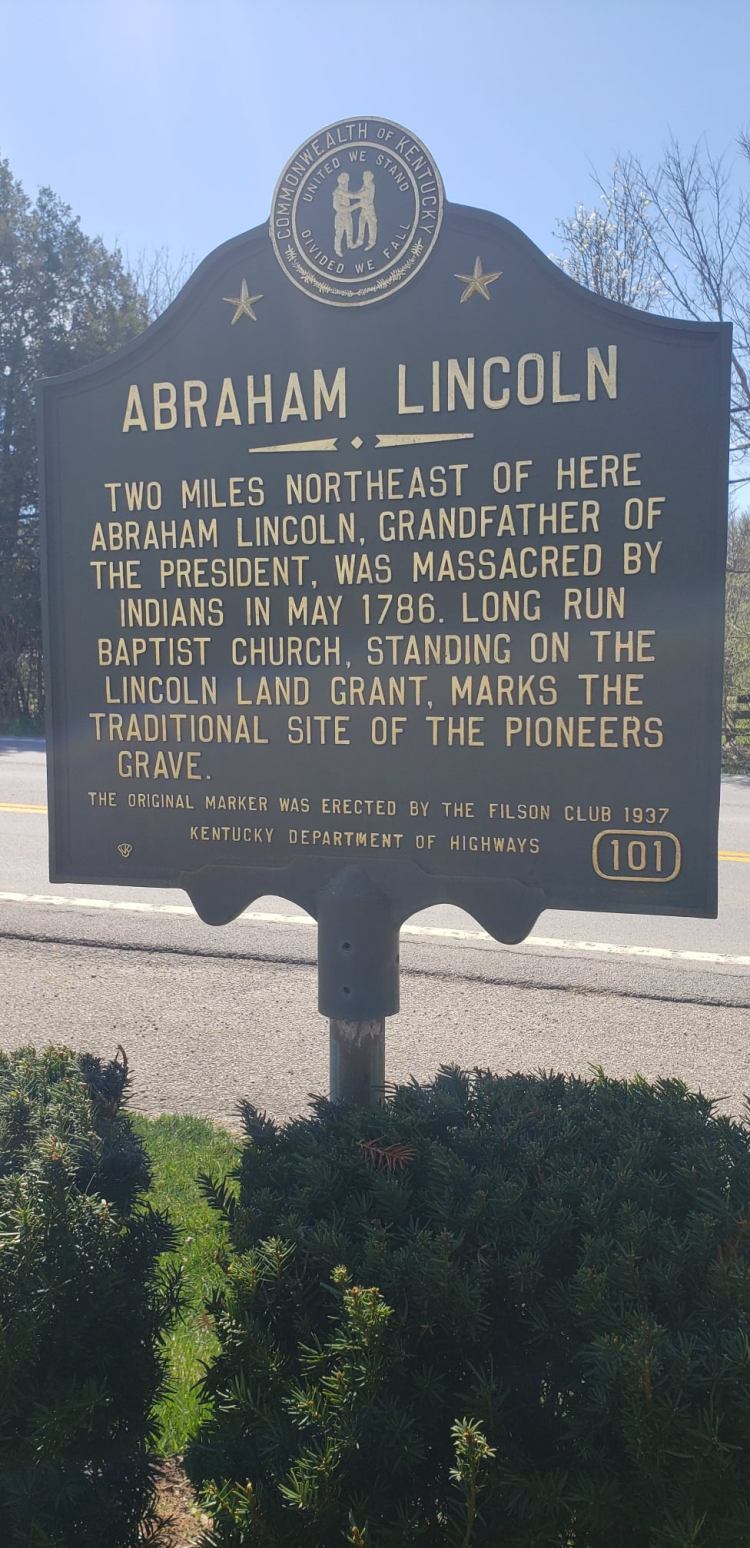 COMMONWEALTH OF KENTUCKY
UNITED WE STAND
DIVIDED WE FALL
ABRAHAM LINCOLN
TWO MILES NORTHEAST OF HERE
ABRAHAM LINCOLN, GRANDFATHER OF
THE PRESIDENT, WAS MASSACRED BY
INDIANS IN MAY 1786. LONG RUN
BAPTIST CHURCH, STANDING ON THE
LINCOLN LAND GRANT, MARKS THE
TRADITIONAL SITE OF THE PIONEERS
GRAVE.
THE ORIGINAL MARKER WAS ERECTED BY THE FILSON CLUB 1937
KENTUCKY DEPARTMENT OF HIGHWAYS
101